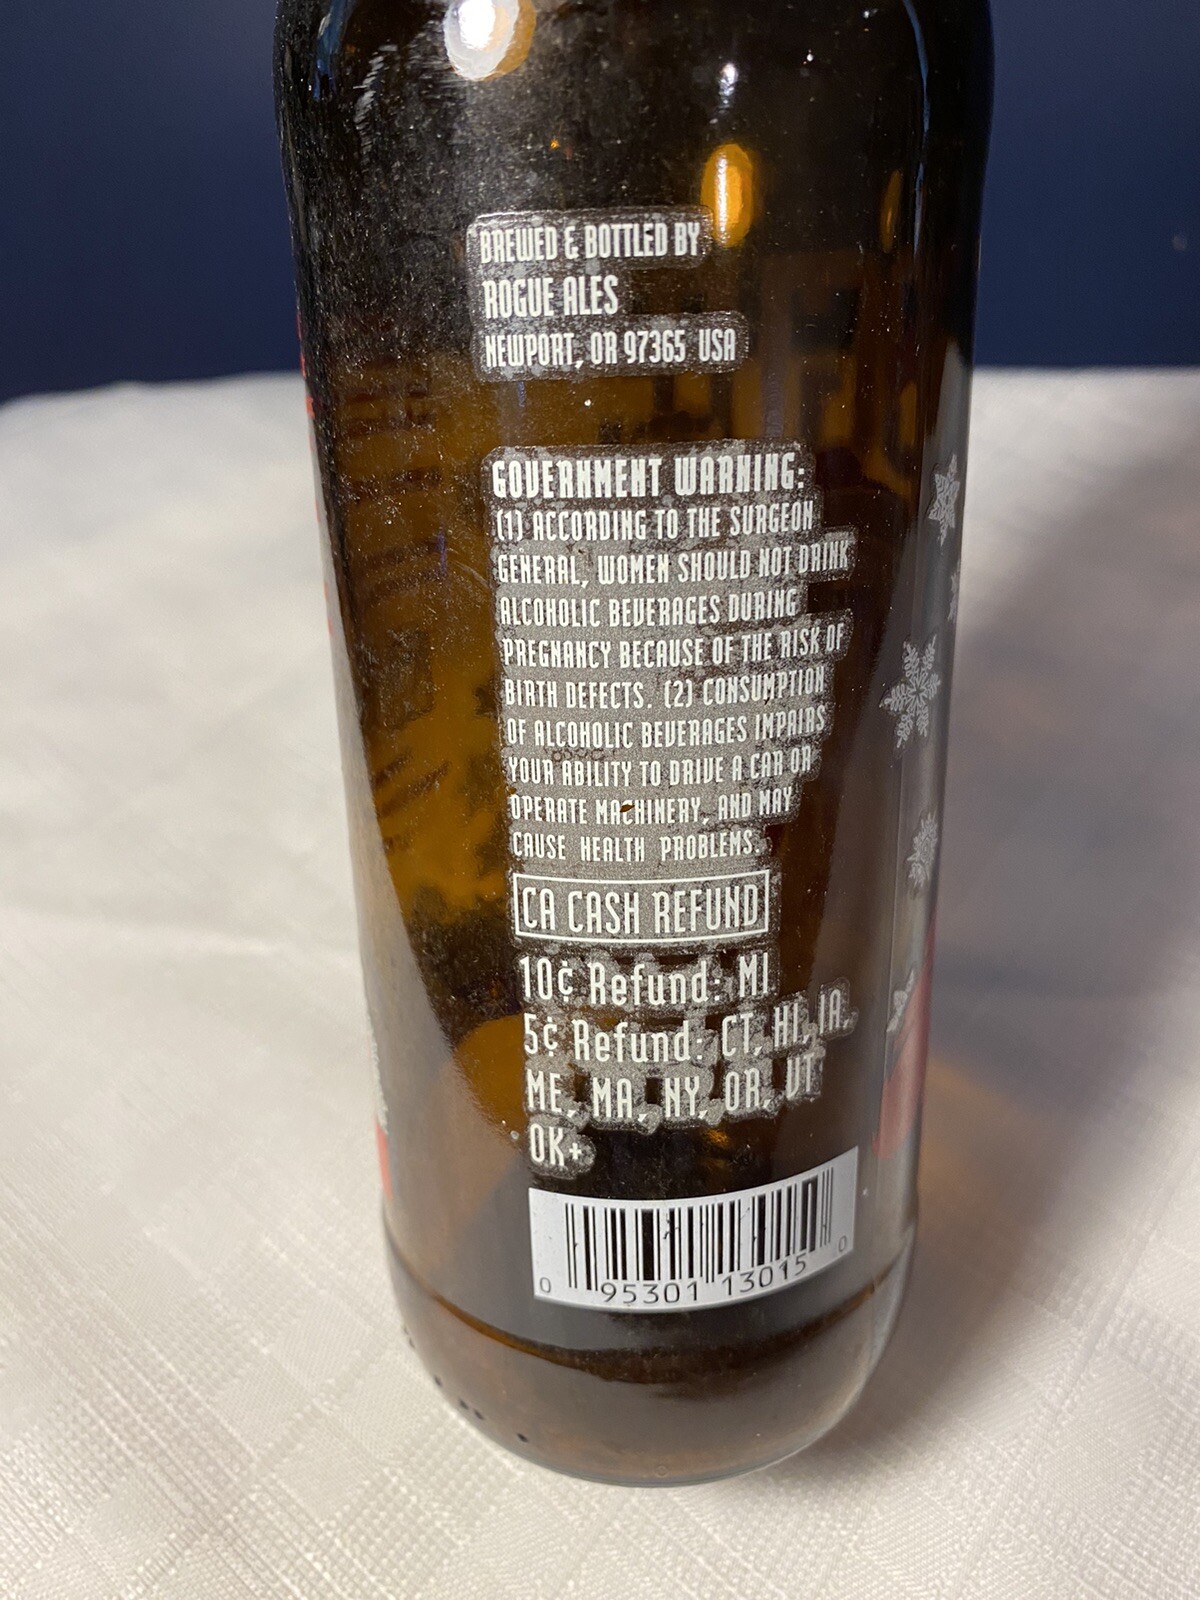 BREWED & BOTTLED BY
ROGUE ALES
NEWPORT, OR 97365 USA
GOVERNMENT WARNING:
(1) ACCORDING TO THE SURGEON
GENERAL, WOMEN SHOULD NOT DRINK
ALCOHOLIC BEVERAGES DURING
PREGNANCY BECAUSE OF THE RISK OF
BIRTH DEFECTS. (2) CONSUMPTION
OF ALCOHOLIC BEVERAGES IMPAIRS
YOUR ABILITY TO DRIVE A CAR OR
OPERATE MACHINERY, AND MAY
CAUSE HEALTH PROBLEMS.
CA CASH REFUND
10¢ Refund: MI
5¢ Refund: CT, HI, IA,
ME, MA, NY, OR, VT
OK+
0 95301 13015 0